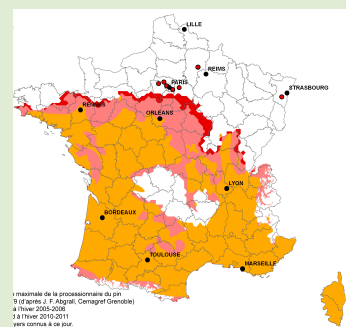 LILLE
REIMS
PARIS
STRASBOURG
RENNES
ORLÉANS
LYON
BORDEAUX
TOULOUSE
MARSEILLE
maximale de la processionnaire du pin
9 (d'après J. F. Abgrall, Cemagref Grenoble)
à l'hiver 2005-2006
à l'hiver 2010-2011
yers connus à ce jour.